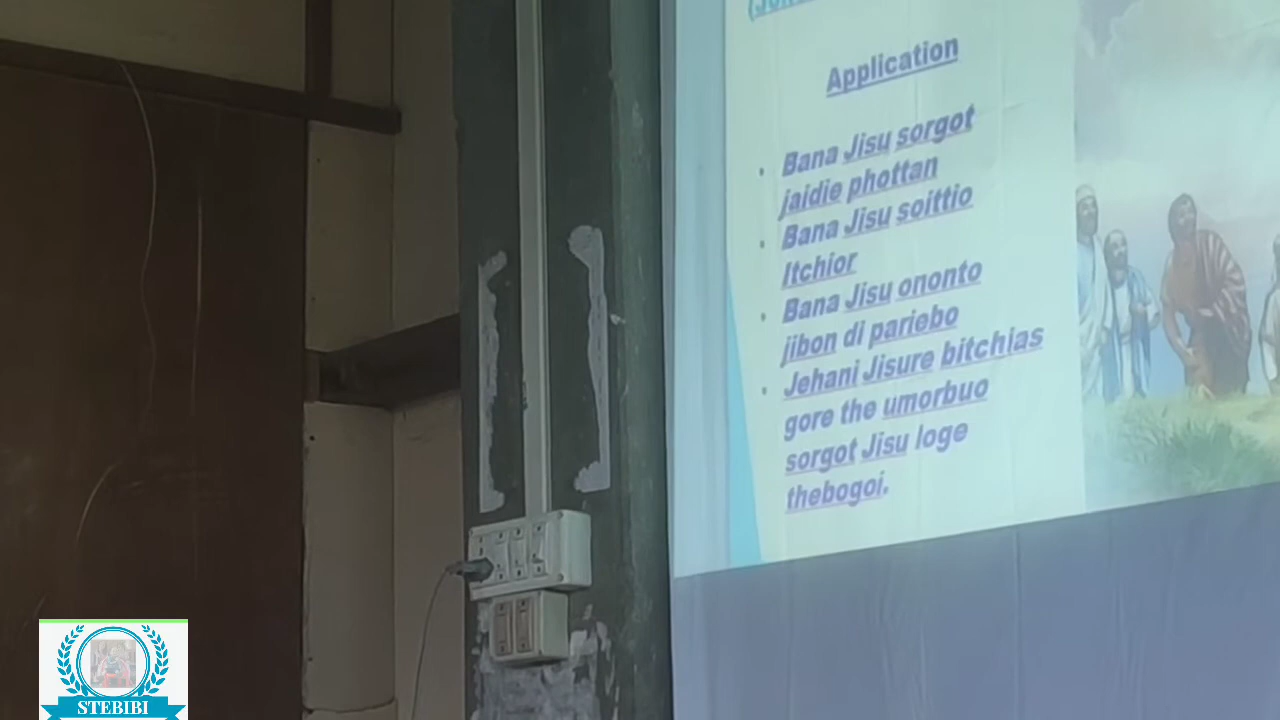 Application
Bana Jisu sorgot
jaidie phottan
Bana Jisu soittio
Itchior
Bana Jisu ononto
jibon di pariebo
Jehani Jisure bitchias
gore the umorbuo
sorgot Jisu loge
thebogoi.
STEBIBI